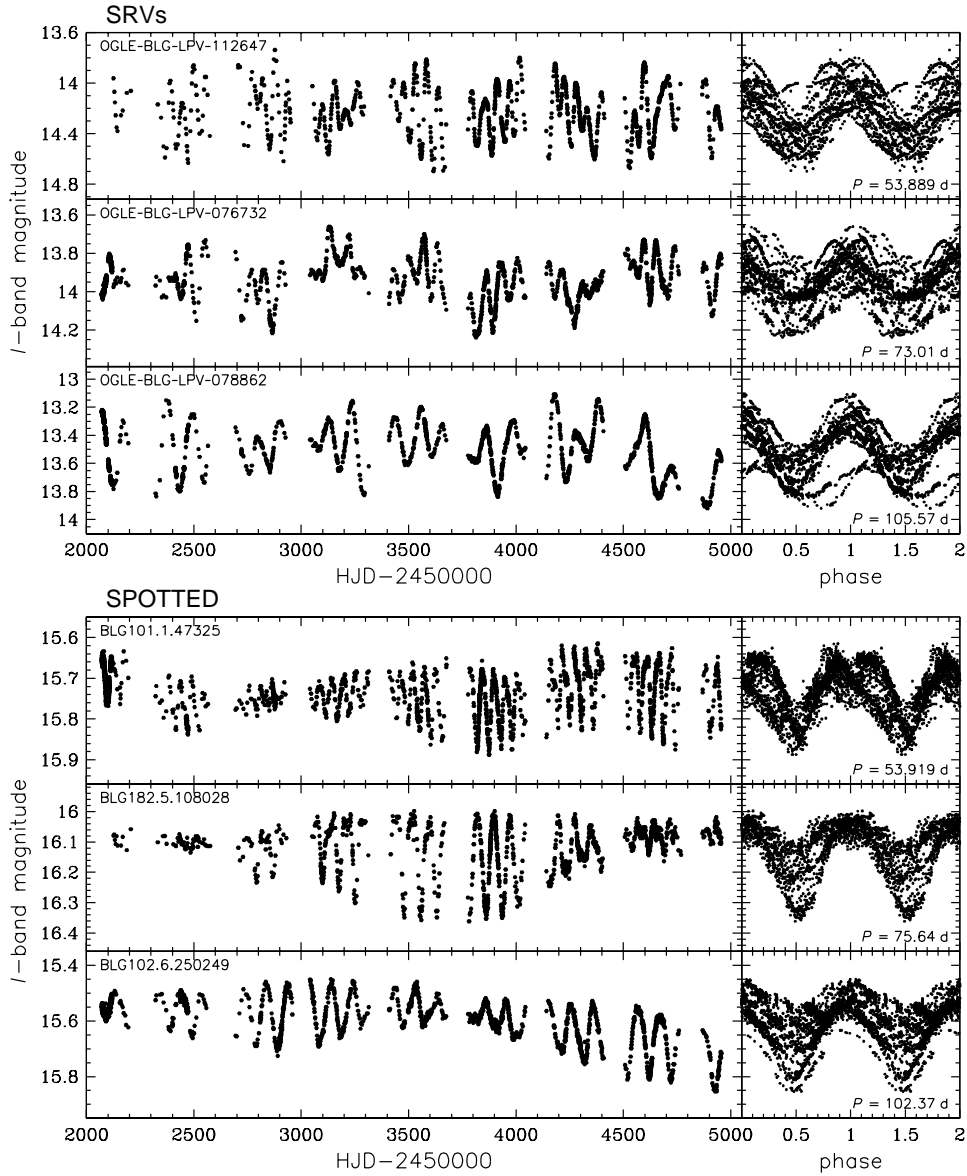 SRVs
13.6
14
14.4
14.8
OGLE-BLG-LPV-112647
P = 53.889 d
13.6
13.8
14
14.2
OGLE-BLG-LPV-076732
P = 73.01 d
I-band magnitude
13
13.2
13.4
13.6
13.8
14
OGLE-BLG-LPV-078862
P = 105.57 d
2000 2500 3000 3500 4000 4500 5000 0.5 1 1.5 2
HJD-2450000 phase
SPOTTED
15.6
15.7
15.8
15.9
BLG101.1.47325
P = 53.919 d
16
16.1
16.2
16.3
16.4
BLG182.5.108028
P = 75.64 d
I-band magnitude
15.4
15.6
15.8
BLG102.6.250249
P = 102.37 d
2000 2500 3000 3500 4000 4500 5000 0.5 1 1.5 2
HJD-2450000 phase